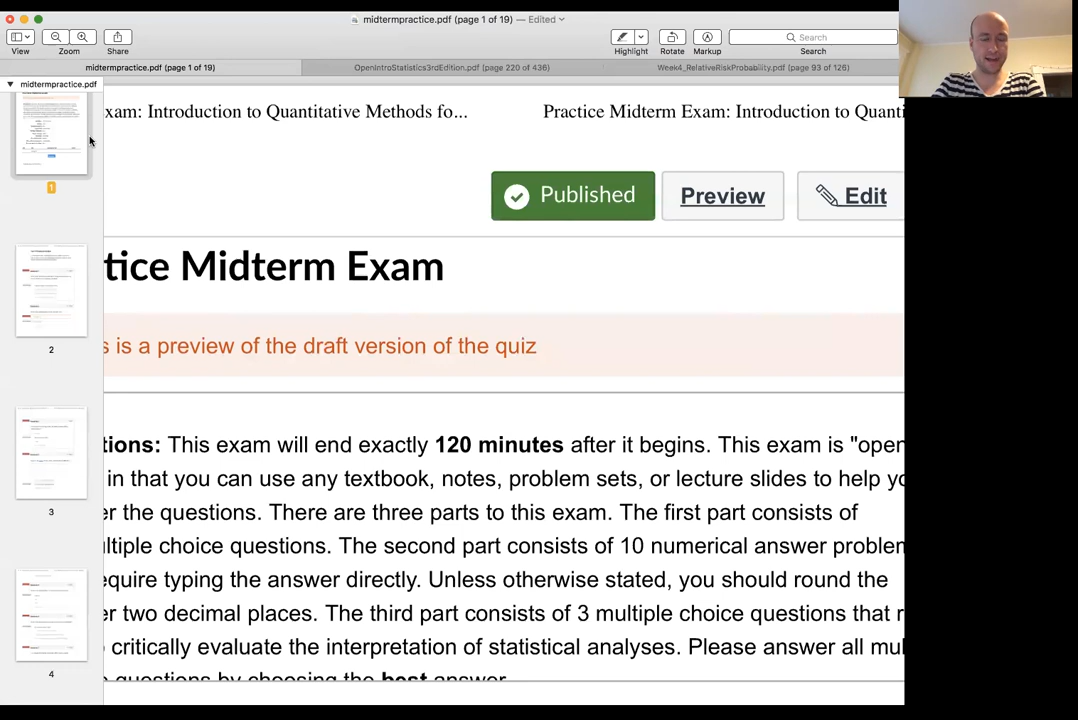 midtermpractice.pdf (page 1 of 19) — Edited
View
Zoom
Share
Highlight
Rotate
Markup
Search
Search
midtermpractice.pdf (page 1 of 19)
OpenIntroStatistics3rdEdition.pdf (page 220 of 436)
Week4_RelativeRiskProbability.pdf (page 93 of 126)
midtermpractice.pdf
1
2
3
4
xam: Introduction to Quantitative Methods fo...
Practice Midterm Exam: Introduction to Quanti
Published
Preview
Edit
tice Midterm Exam
s is a preview of the draft version of the quiz
tions: This exam will end exactly 120 minutes after it begins. This exam is "open
in that you can use any textbook, notes, problem sets, or lecture slides to help yo
er the questions. There are three parts to this exam. The first part consists of
ltiple choice questions. The second part consists of 10 numerical answer problem
equire typing the answer directly. Unless otherwise stated, you should round the
er two decimal places. The third part consists of 3 multiple choice questions that r
critically evaluate the interpretation of statistical analyses. Please answer all mul
questions by choosing the best answer